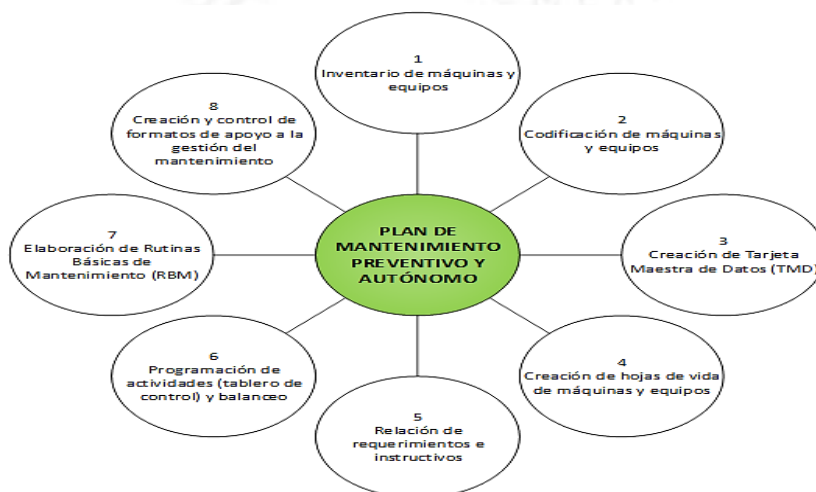 1
Inventario de máquinas y
equipos
2
Codificación de máquinas
y equipos
3
Creación de Tarjeta
Maestra de Datos (TMD)
4
Creación de hojas de vida
de máquinas y equipos
5
Relación de
requerimientos e
instructivos
6
Programación de
actividades (tablero de
control) y balanceo
7
Elaboración de Rutinas
Básicas de
Mantenimiento (RBM)
8
Creación y control de
formatos de apoyo a la
gestión del
mantenimiento
PLAN DE
MANTENIMIENTO
PREVENTIVO Y
AUTÓNOMO